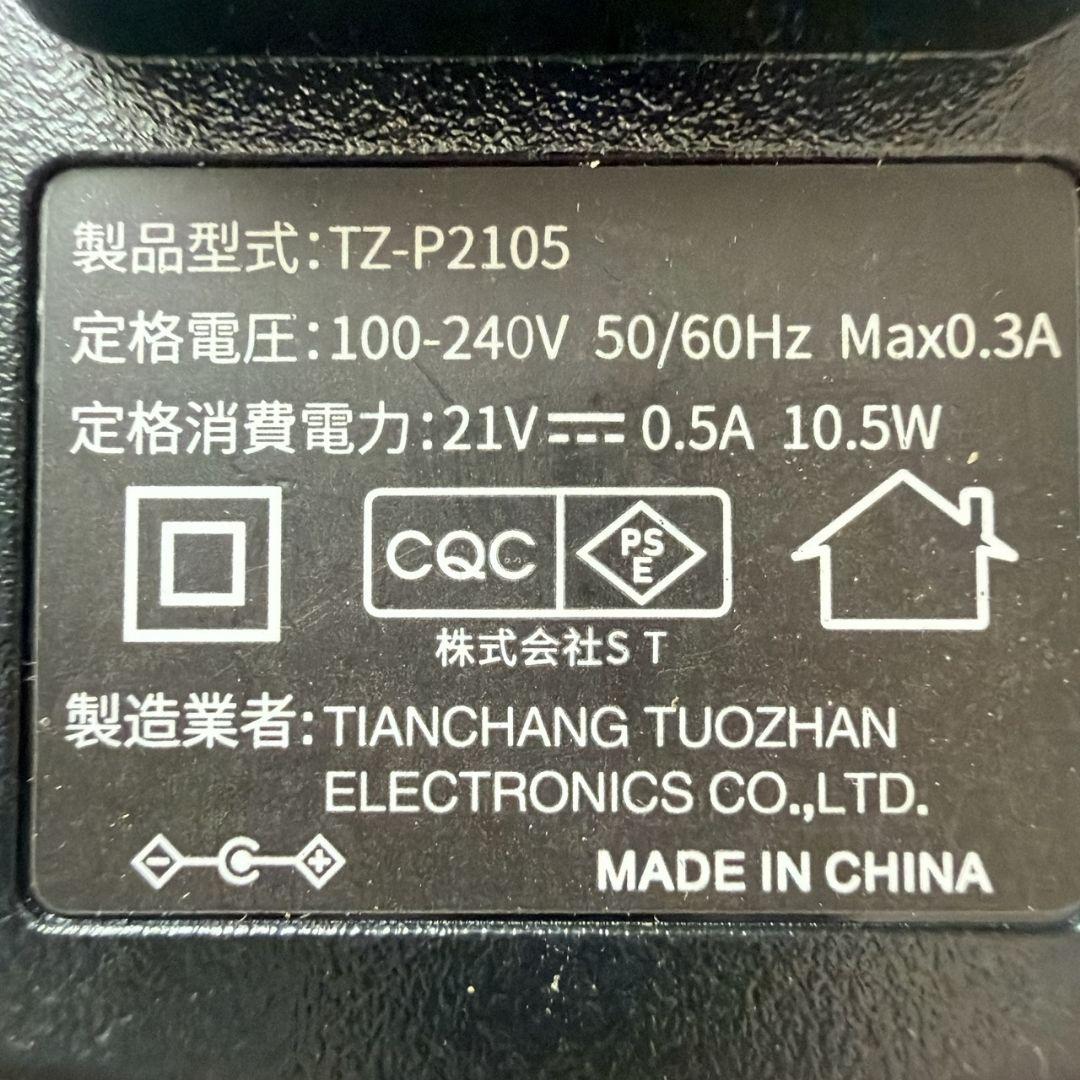 製品型式:TZ-P2105
定格電圧:100-240V 50/60Hz Max0.3A
定格消費電力:21V⎓0.5A 10.5W
CQC PSE
株式会社S T
製造業者:TIANCHANG TUOZHAN
ELECTRONICS CO.,LTD.
MADE IN CHINA